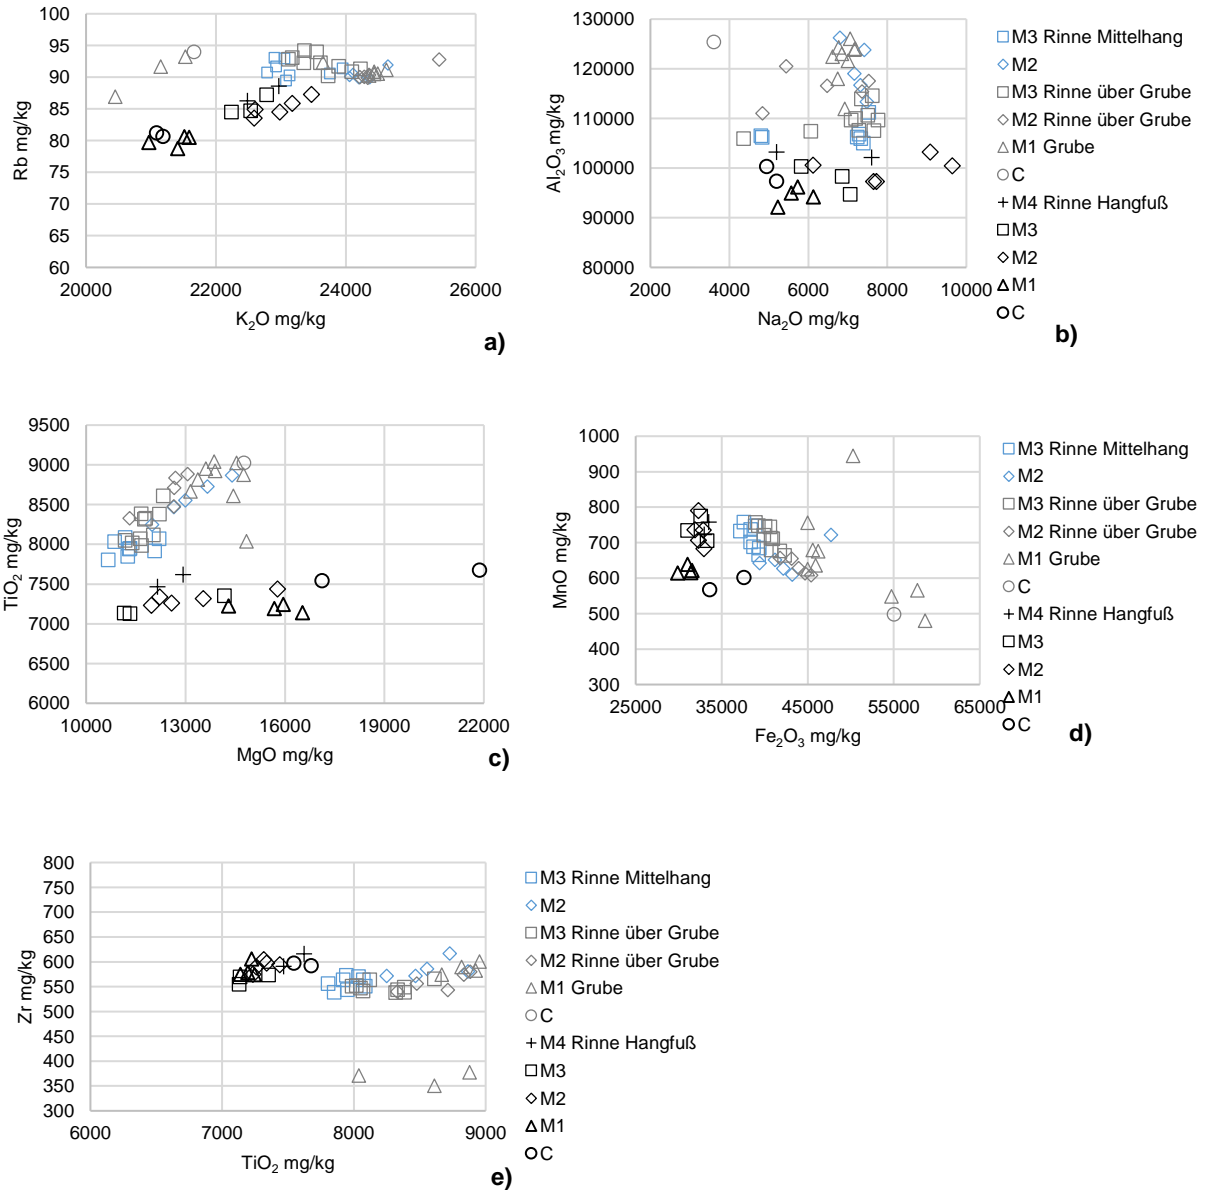 100
95
90
85
80
75
70
65
60
Rb mg/kg
20000 22000 24000 26000
K₂O mg/kg
a)
130000
120000
110000
100000
90000
80000
Al₂O₃ mg/kg
2000 4000 6000 8000 10000
Na₂O mg/kg
b)
M3 Rinne Mittelhang
M2
M3 Rinne über Grube
M2 Rinne über Grube
M1 Grube
C
M4 Rinne Hangfuß
M3
M2
M1
C
9500
9000
8500
8000
7500
7000
6500
6000
TiO₂ mg/kg
10000 13000 16000 19000 22000
MgO mg/kg
c)
1000
900
800
700
600
500
400
300
MnO mg/kg
25000 35000 45000 55000 65000
Fe₂O₃ mg/kg
d)
M3 Rinne Mittelhang
M2
M3 Rinne über Grube
M2 Rinne über Grube
M1 Grube
C
M4 Rinne Hangfuß
M3
M2
M1
C
800
750
700
650
600
550
500
450
400
350
300
Zr mg/kg
6000 7000 8000 9000
TiO₂ mg/kg
e)
M3 Rinne Mittelhang
M2
M3 Rinne über Grube
M2 Rinne über Grube
M1 Grube
C
M4 Rinne Hangfuß
M3
M2
M1
C